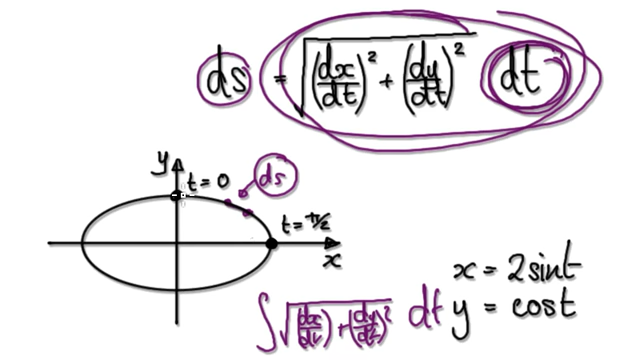 ds = √((dx/dt)² + (dy/dt)²) dt
y
t = 0
ds
t = π/2
x
x = 2sint
∫√((dx/dt) + (dy/dt)²) dt
y = cost